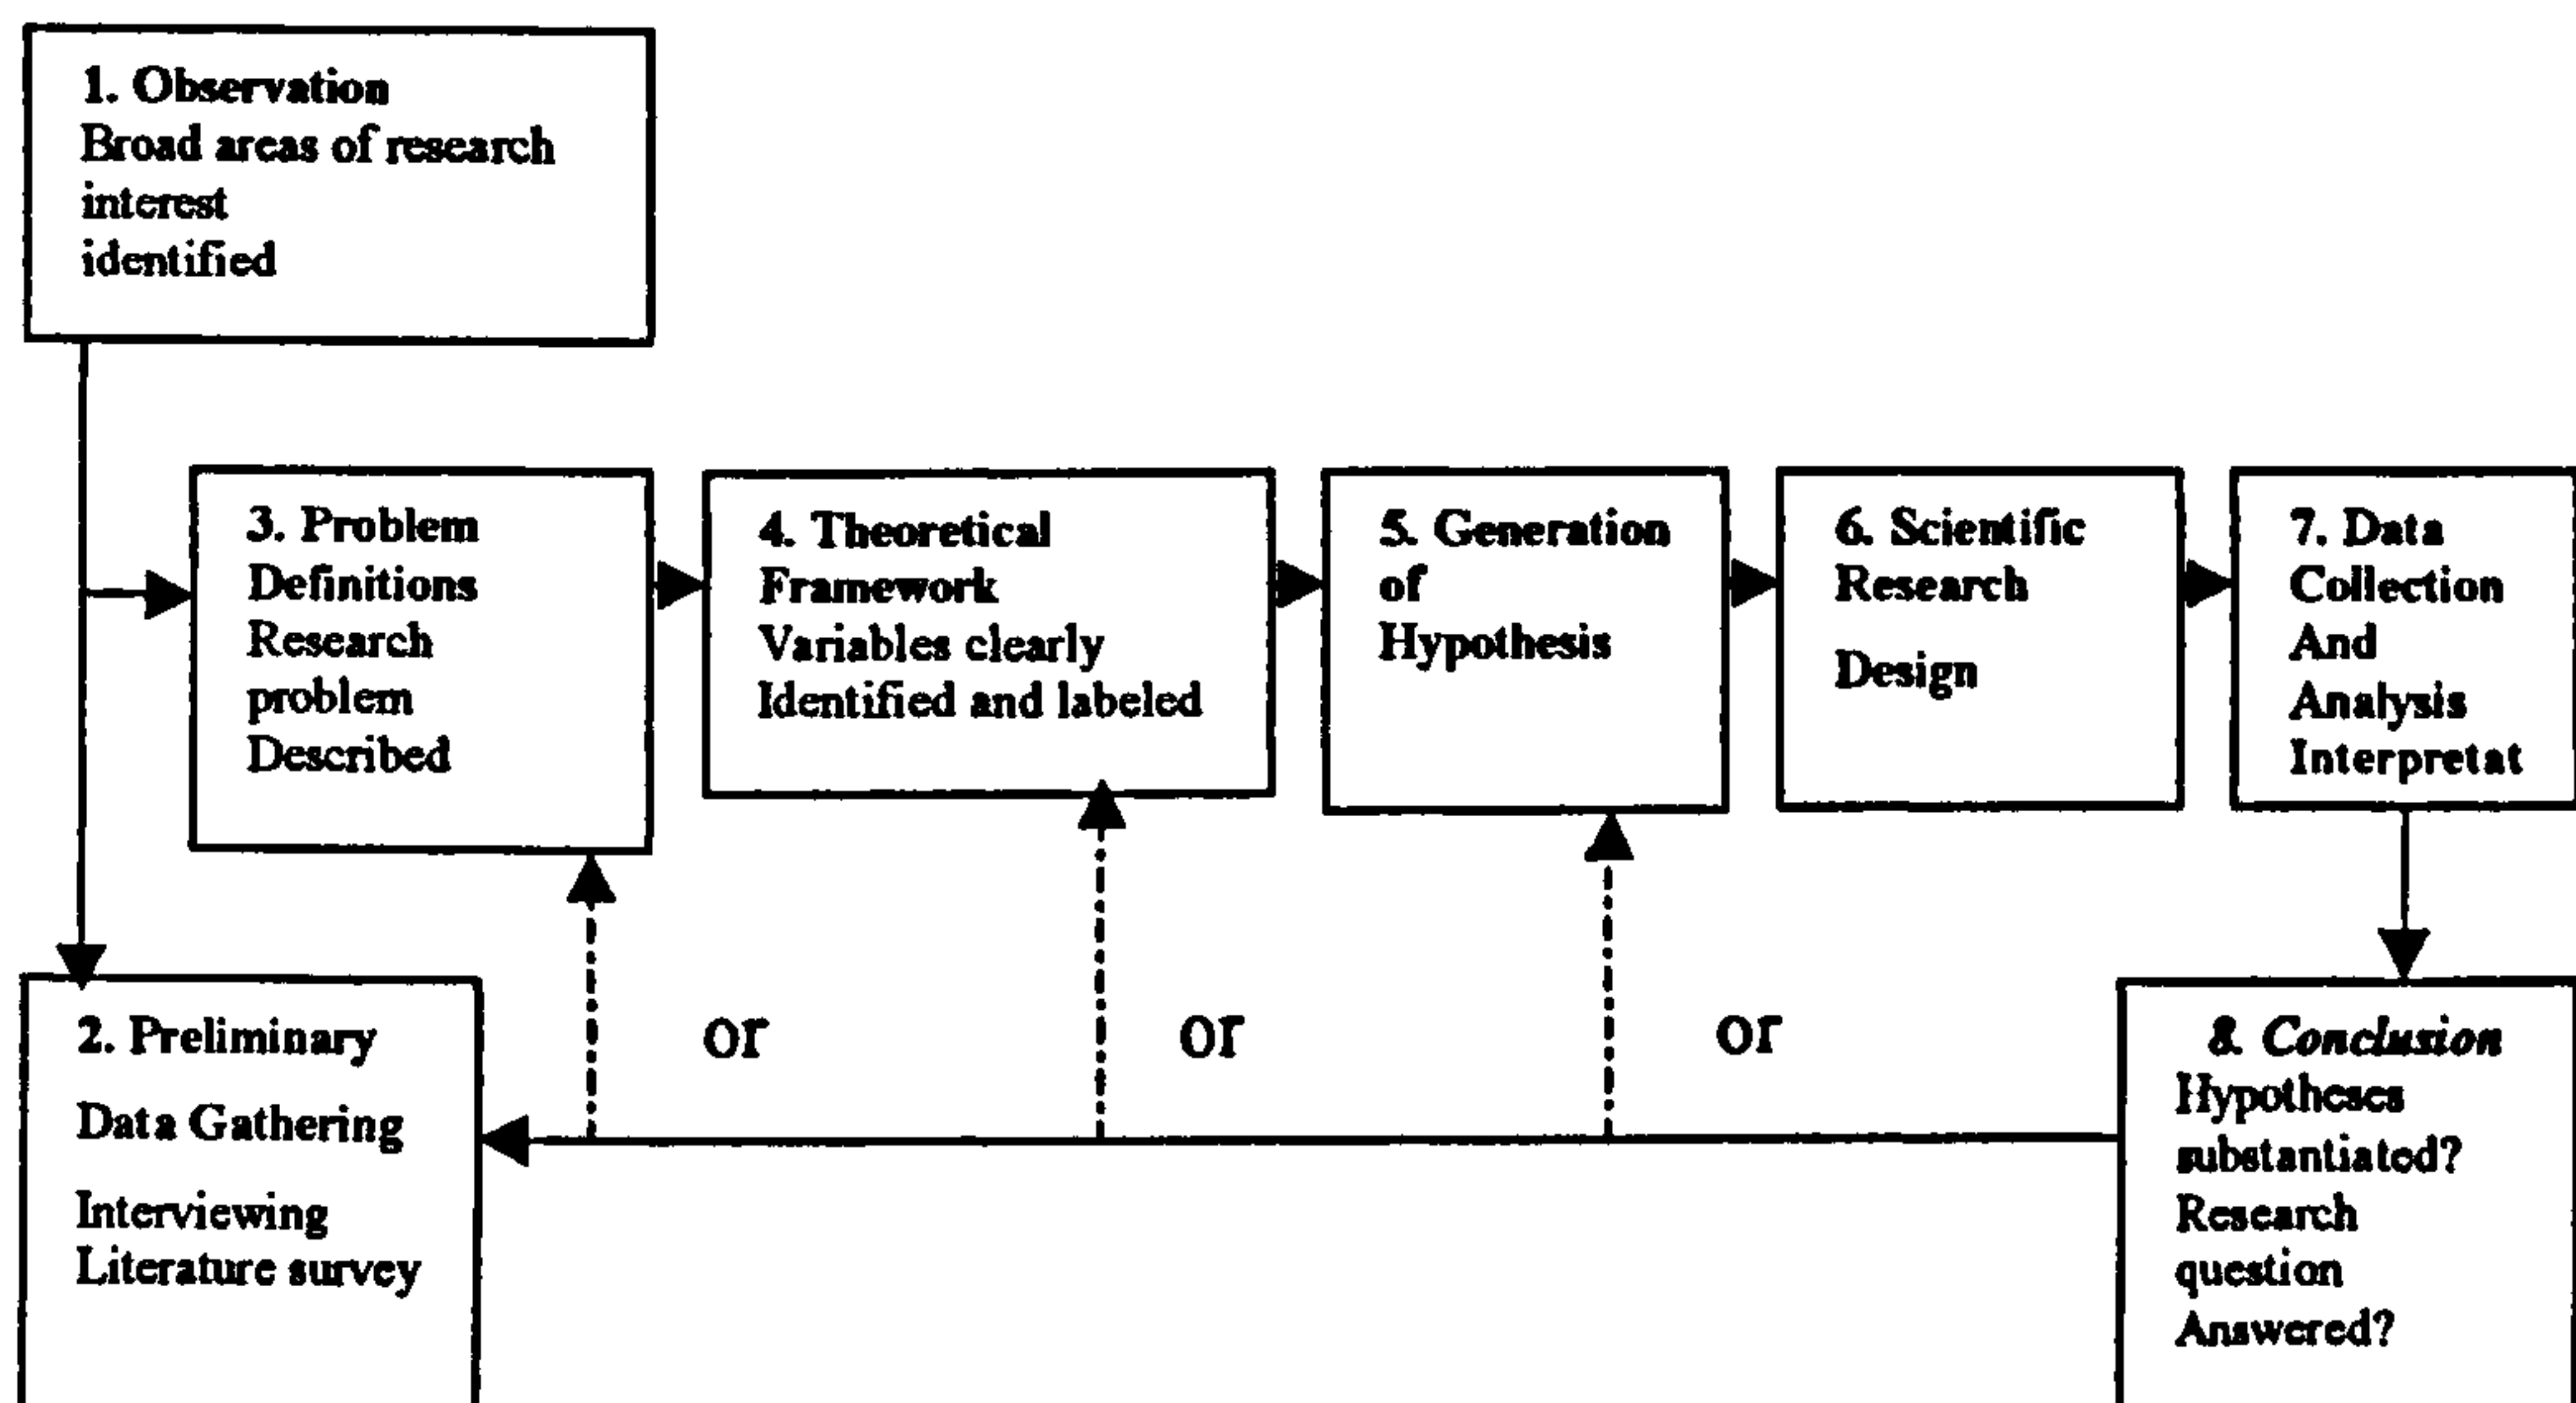 1. Observation
Broad areas of research
interest
identified
3. Problem
Definitions
Research
problem
Described
4. Theoretical
Framework
Variables clearly
Identified and labeled
5. Generation
of
Hypothesis
6. Scientific
Research
Design
7. Data
Collection
And
Analysis
Interpretat
2. Preliminary
Data Gathering
Interviewing
Literature survey
or
or
or
8. Conclusion
Hypotheses
substantiated?
Research
question
Answered?